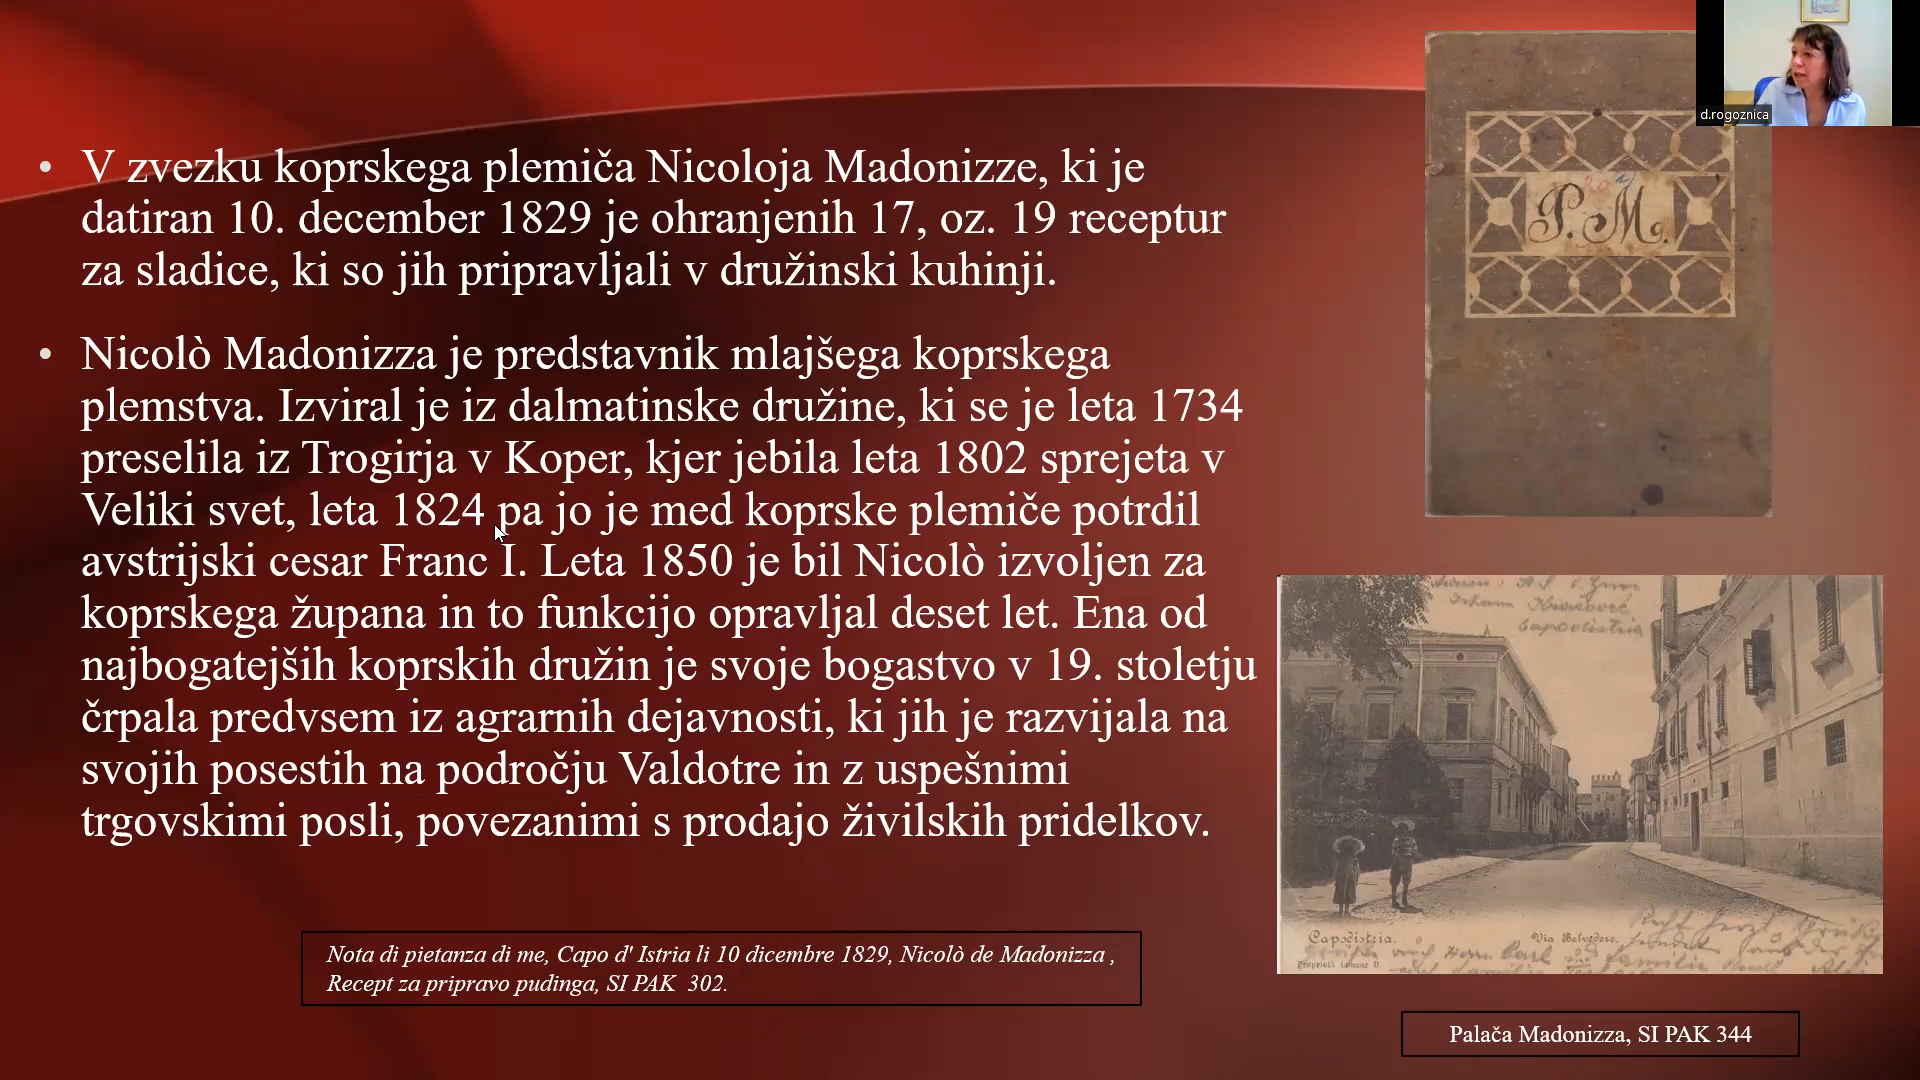 • V zvezku koprskega plemiča Nicoloja Madonizze, ki je
datiran 10. december 1829 je ohranjenih 17, oz. 19 receptur
za sladice, ki so jih pripravljali v družinski kuhinji.
• Nicolò Madonizza je predstavnik mlajšega koprskega
plemstva. Izviral je iz dalmatinske družine, ki se je leta 1734
preselila iz Trogirja v Koper, kjer jebila leta 1802 sprejeta v
Veliki svet, leta 1824 pa jo je med koprske plemiče potrdil
avstrijski cesar Franc I. Leta 1850 je bil Nicolò izvoljen za
koprskega župana in to funkcijo opravljal deset let. Ena od
najbogatejših koprskih družin je svoje bogastvo v 19. stoletju
črpala predvsem iz agrarnih dejavnosti, ki jih je razvijala na
svojih posestih na področju Valdotre in z uspešnimi
trgovskimi posli, povezanimi s prodajo živilskih pridelkov.
Nota di pietanza di me, Capo d' Istria li 10 dicembre 1829, Nicolò de Madonizza ,
Recept za pripravo pudinga, SI PAK 302.
d.rogoznica
P. M.
Capodistria
Capodistria. Via Belvedere.
Herrn Carl
Familie
Palača Madonizza, SI PAK 344